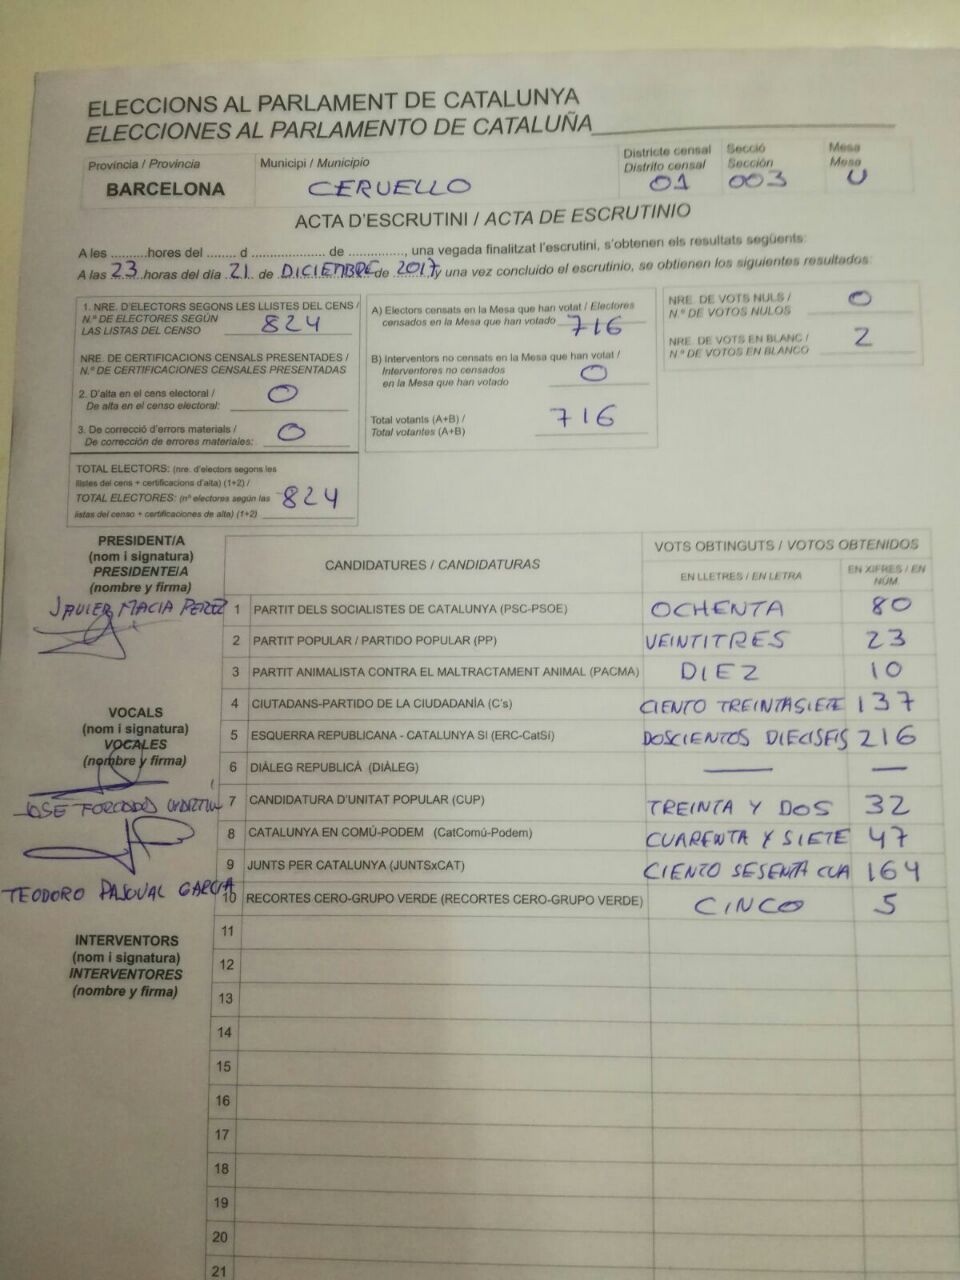 ELECCIONS AL PARLAMENT DE CATALUNYA
ELECCIONES AL PARLAMENTO DE CATALUÑA
Provincia / Provincia
BARCELONA
Municipi / Municipio
CERVELLO
Districte censal
Distrito censal
01
Secció
Sección
003
Mesa
Mesa
U
ACTA D'ESCRUTINI / ACTA DE ESCRUTINIO
A les ..........hores del ........ d .................. de ..............., una vegada finalitzat l'escrutini, s'obtenen els resultats següents:
A las 23 horas del día 21 de DICIEMBRE de 2017 y una vez concluido el escrutinio, se obtienen los siguientes resultados:
1. NRE. D'ELECTORS SEGONS LES LLISTES DEL CENS /
N.º DE ELECTORES SEGÚN
LAS LISTAS DEL CENSO 824
NRE. DE CERTIFICACIONS CENSALS PRESENTADES /
N.º DE CERTIFICACIONES CENSALES PRESENTADAS
2. D'alta en el cens electoral /
De alta en el censo electoral: 0
3. De correcció d'errors materials /
De corrección de errores materiales: 0
TOTAL ELECTORS: (nre. d'electors segons les
llistes del cens + certificacions d'alta) (1+2) /
TOTAL ELECTORES: (nº electores según las 824
listas del censo + certificaciones de alta) (1+2)
A) Electors censats en la Mesa que han votat / Electores
censados en la Mesa que han votado 716
B) Interventors no censats en la Mesa que han votat /
Interventores no censados
en la Mesa que han votado 0
Total votants (A+B) /
Total votantes (A+B) 716
NRE. DE VOTS NULS /
N.º DE VOTOS NULOS 0
NRE. DE VOTS EN BLANC /
N.º DE VOTOS EN BLANCO 2
PRESIDENT/A
(nom i signatura)
PRESIDENTE/A
(nombre y firma)
JAVIER MACIA PEREZ
VOCALS
(nom i signatura)
VOCALES
(nombre y firma)
JOSE
TEODORO PASCUAL GARCIA
INTERVENTORS
(nom i signatura)
INTERVENTORES
(nombre y firma)
CANDIDATURES / CANDIDATURAS
VOTS OBTINGUTS / VOTOS OBTENIDOS
EN LLETRES / EN LETRA
EN XIFRES / EN NÚM.
1 PARTIT DELS SOCIALISTES DE CATALUNYA (PSC-PSOE) OCHENTA 80
2 PARTIT POPULAR / PARTIDO POPULAR (PP) VEINTITRES 23
3 PARTIT ANIMALISTA CONTRA EL MALTRACTAMENT ANIMAL (PACMA) DIEZ 10
4 CIUTADANS-PARTIDO DE LA CIUDADANÍA (C's) CIENTO TREINTASIETE 137
5 ESQUERRA REPUBLICANA - CATALUNYA SI (ERC-CatSí) DOSCIENTOS DIECISEIS 216
6 DIÀLEG REPUBLICÀ (DIÀLEG) — —
7 CANDIDATURA D'UNITAT POPULAR (CUP) TREINTA Y DOS 32
8 CATALUNYA EN COMÚ-PODEM (CatComú-Podem) CUARENTA Y SIETE 47
9 JUNTS PER CATALUNYA (JUNTSxCAT) CIENTO SESENTA CUA 164
10 RECORTES CERO-GRUPO VERDE (RECORTES CERO-GRUPO VERDE) CINCO 5
11
12
13
14
15
16
17
18
19
20
21